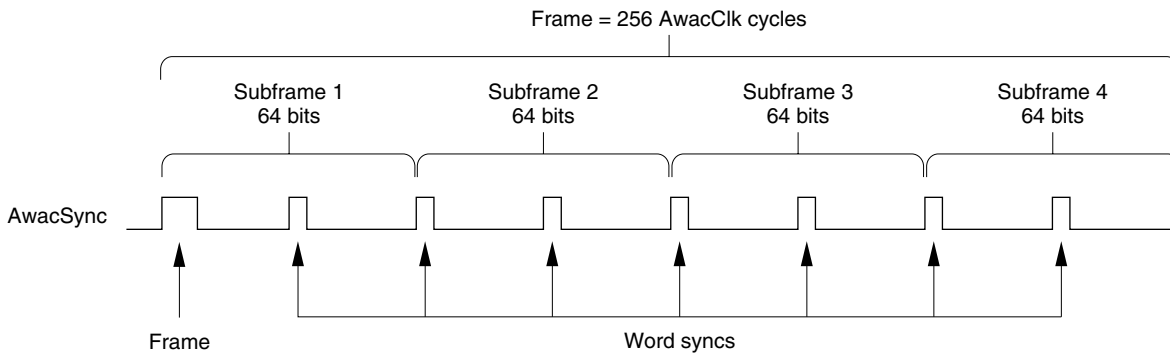 Frame = 256 AwacClk cycles
Subframe 1
64 bits
Subframe 2
64 bits
Subframe 3
64 bits
Subframe 4
64 bits
AwacSync
Frame
Word syncs